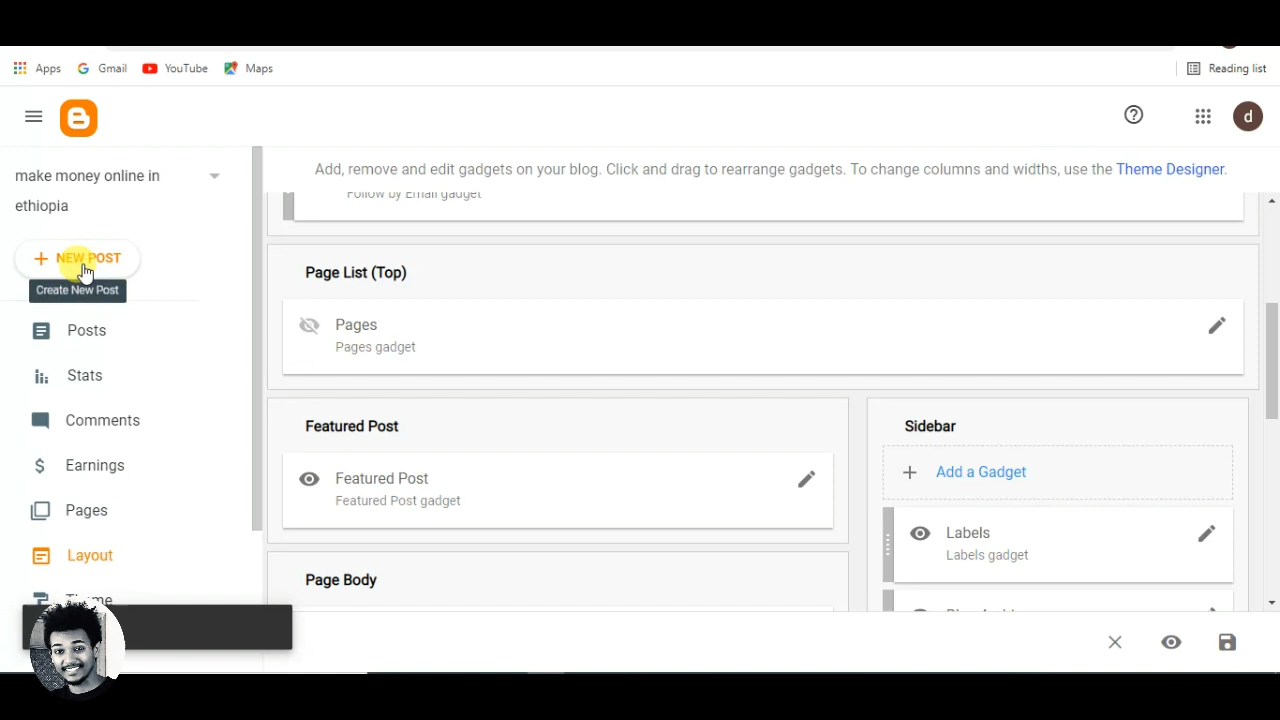 Apps
Gmail
YouTube
Maps
Reading list
d
make money online in
ethiopia
Add, remove and edit gadgets on your blog. Click and drag to rearrange gadgets. To change columns and widths, use the Theme Designer.
Follow by Email gadget
NEW POST
Create New Post
Page List (Top)
Pages
Pages gadget
Posts
Stats
Comments
Earnings
Pages
Layout
Theme
Featured Post
Featured Post
Featured Post gadget
Sidebar
Add a Gadget
Labels
Labels gadget
Page Body